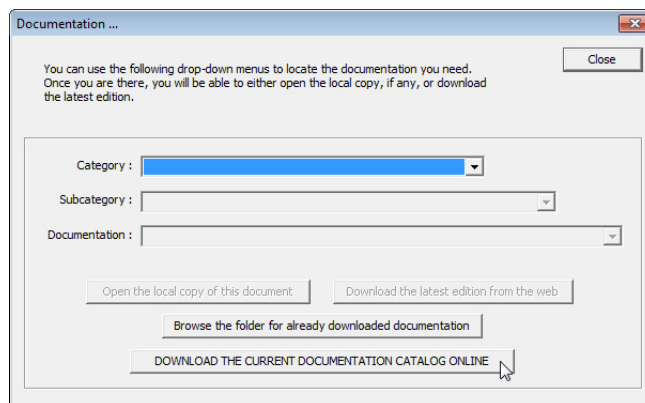 Documentation ...
Close
You can use the following drop-down menus to locate the documentation you need.
Once you are there, you will be able to either open the local copy, if any, or download
the latest edition.
Category :
Subcategory :
Documentation :
Open the local copy of this document
Download the latest edition from the web
Browse the folder for already downloaded documentation
DOWNLOAD THE CURRENT DOCUMENTATION CATALOG ONLINE